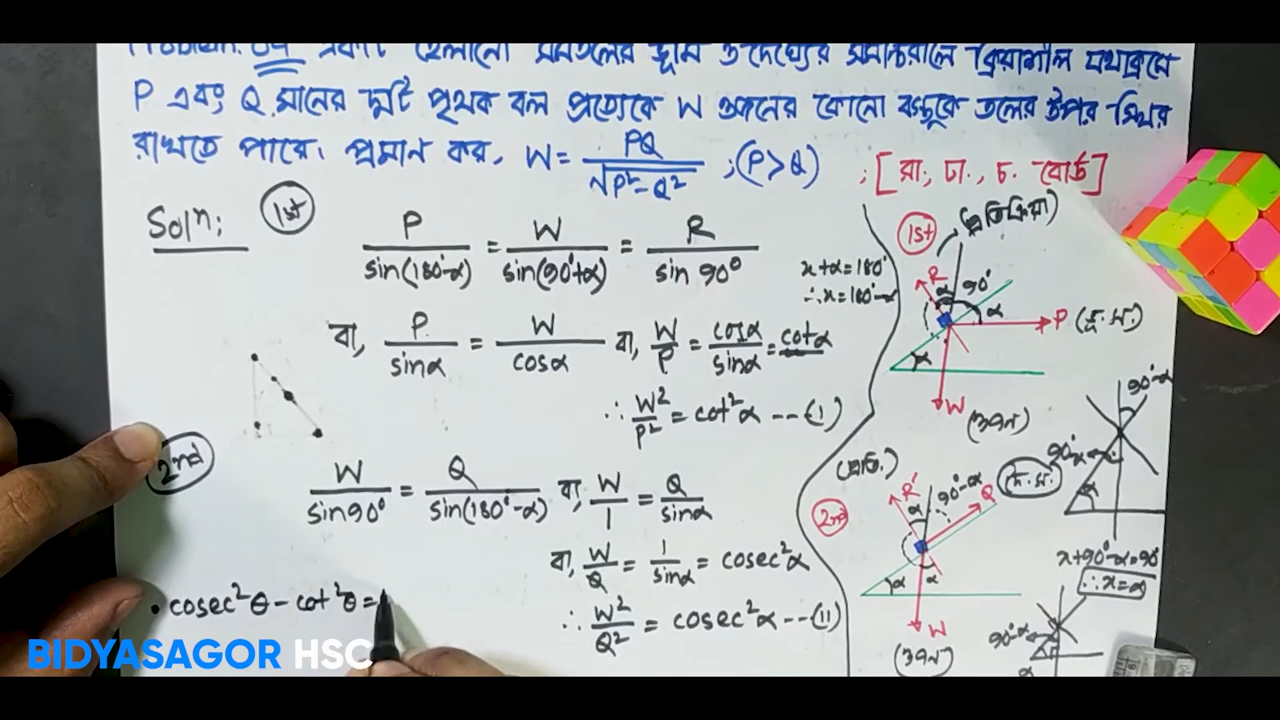 Problem: 04 একটি হেলানো সমতলের ভূমি ও দৈর্ঘ্যের সমান্তরালে ক্রিয়াশীল যথাক্রমে
P এবং Q মানের দুটি পৃথক বল প্রত্যেকে W ওজনের কোনো বস্তুকে তলের উপর স্থির
রাখতে পারে। প্রমান কর, W = PQ/√P²-Q² ; (P > Q)
; [রা., ঢা., চ. বোর্ড]
Solⁿ:
1st
P/sin(180°-α) = W/sin(90°+α) = R/sin 90°
x+α=180°
∴x=180°-α
বা, P/sinα = W/cosα
বা, W/P = cosα/sinα = cotα
∴ W²/P² = cot²α --- (I)
2nd
W/sin90° = Q/sin(180°-α)
বা, W/1 = Q/sinα
বা, W/Q = 1/sinα = cosec²α
∴ W²/Q² = cosec²α --- (II)
• cosec²θ - cot²θ =
1st
(প্রতিক্রিয়া)
R
α
90°
α
P (ভূ. স.)
α
W
(ওজন)
(প্রতি.)
2nd
R'
α
90°-α
Q
(দৈ. স.)
α
α
W
(ওজন)
90°-α
90°-α
α
x+90°-α=90°
∴x=α
90°-α
α
BIDYASAGOR HSC